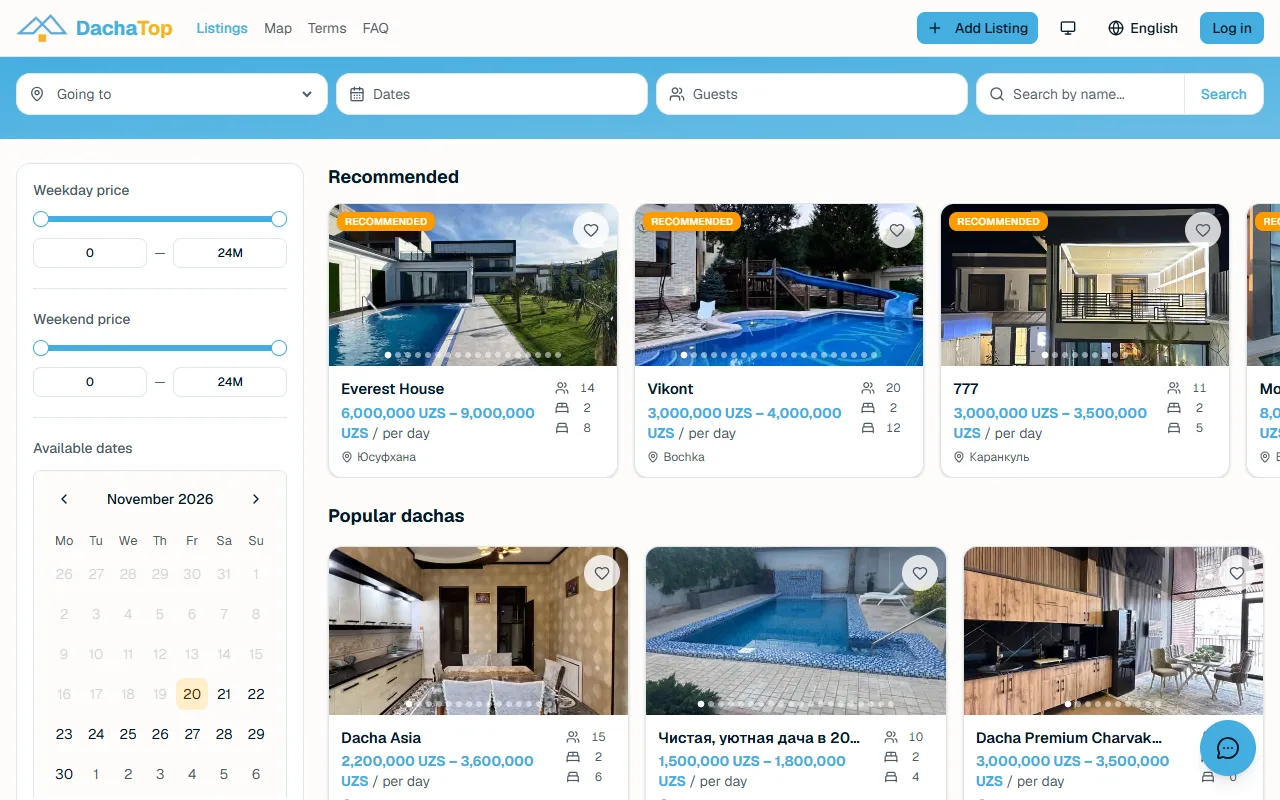 DachaTop
Listings
Map
Terms
FAQ
Add Listing
English
Log in
Going to
Dates
Guests
Search by name...
Search
Weekday price
0
—
24M
Weekend price
0
—
24M
Available dates
November 2026
Mo Tu We Th Fr Sa Su
26 27 28 29 30 31 1
2 3 4 5 6 7 8
9 10 11 12 13 14 15
16 17 18 19 20 21 22
23 24 25 26 27 28 29
30 1 2 3 4 5 6
Recommended
RECOMMENDED
Everest House
14
6,000,000 UZS – 9,000,000
UZS / per day
2
8
Юсуфхана
RECOMMENDED
Vikont
20
3,000,000 UZS – 4,000,000
UZS / per day
2
12
Bochka
RECOMMENDED
777
11
3,000,000 UZS – 3,500,000
UZS / per day
2
5
Каранкуль
Popular dachas
Dacha Asia
15
2,200,000 UZS – 3,600,000
UZS / per day
2
6
Чистая, уютная дача в 20...
10
1,500,000 UZS – 1,800,000
UZS / per day
2
4
Dacha Premium Charvak...
3,000,000 UZS – 3,500,000
UZS / per day